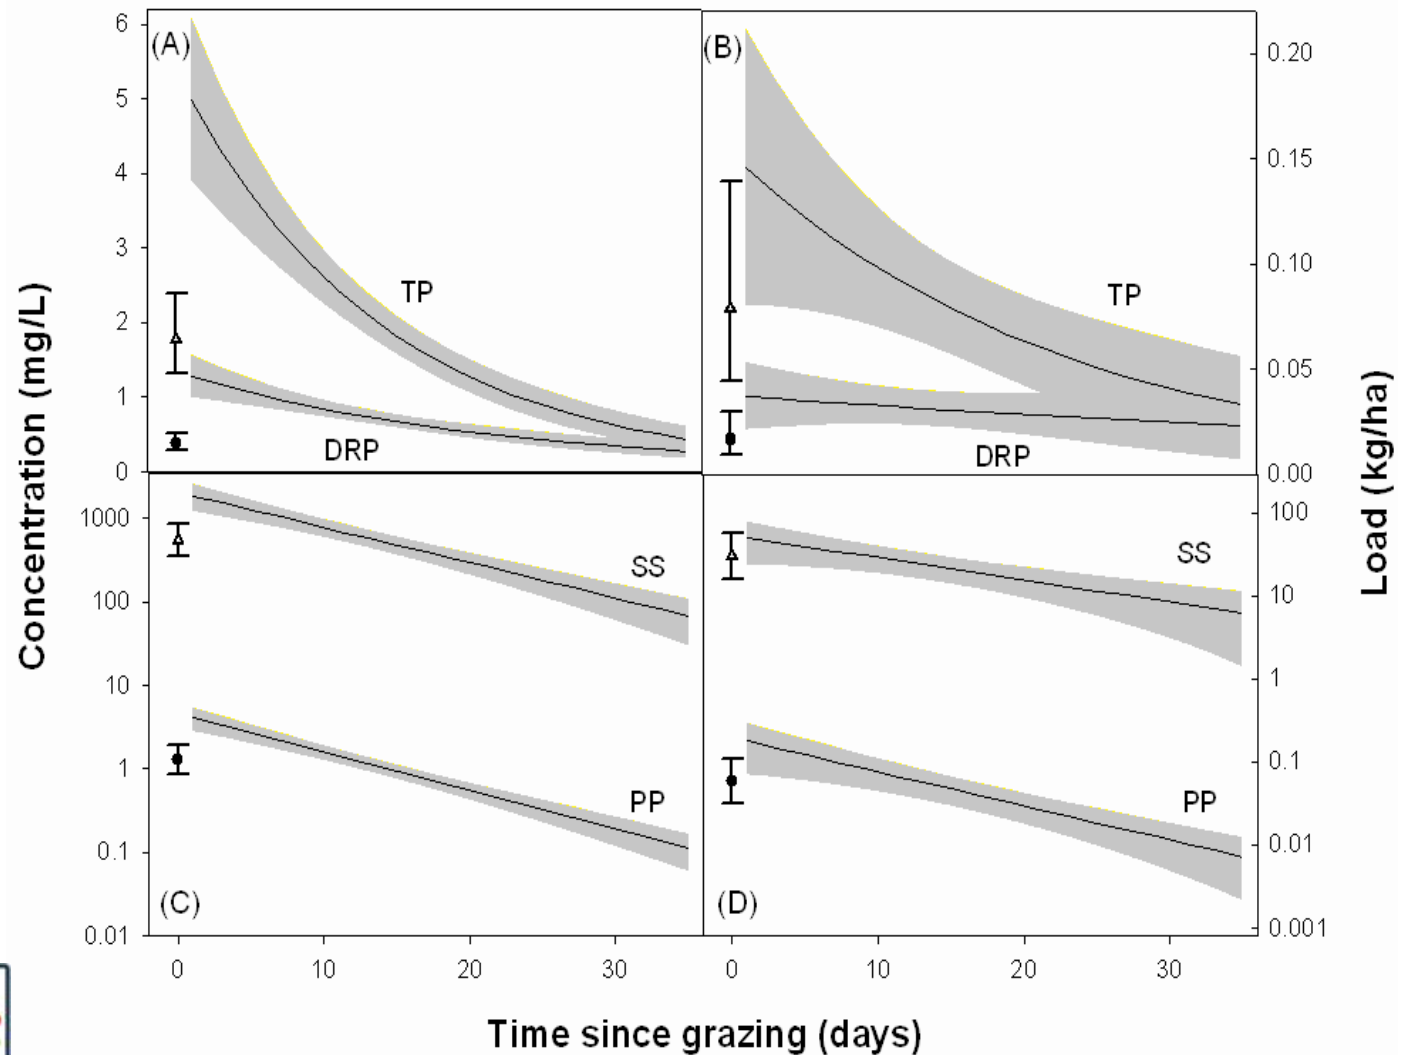 (A)
(B)
6
5
4
3
2
1
0
TP
DRP
TP
DRP
0.20
0.15
0.10
0.05
0.00
Concentration (mg/L)
Load (kg/ha)
1000
100
10
1
0.1
0.01
SS
PP
(C)
SS
PP
(D)
100
10
1
0.1
0.01
0.001
0 10 20 30
0 10 20 30
Time since grazing (days)